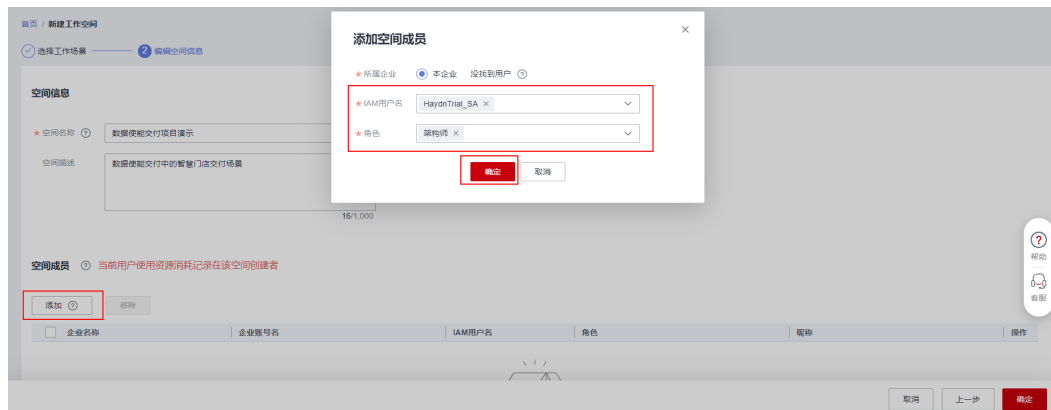 首页 / 新建工作空间
选择工作场景 2 编辑空间信息
空间信息
* 空间名称 ? 数据使能交付项目演示
空间描述 数据使能交付中的智慧门店交付场景
16/1,000
添加空间成员 ×
* 所属企业 本企业 没找到用户 ?
* IAM用户名 HaydnTrial_SA ×
* 角色 架构师 ×
确定 取消
空间成员 ? 当前用户使用资源消耗记录在该空间创建者
添加 ? 移除
企业名称 企业账号名 IAM用户名 角色 昵称 操作
? 帮助
客服
取消 上一步 确定